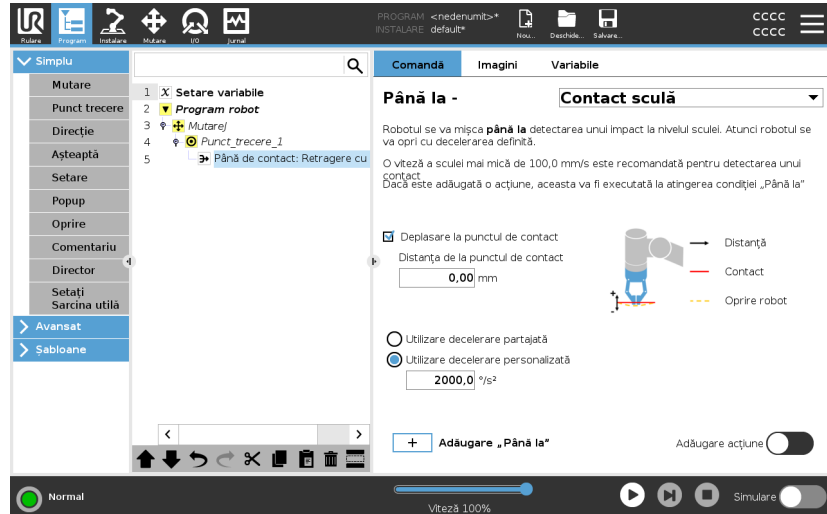 PROGRAM <nedenumit>*
INSTALARE default*
cccc
cccc
Rulare
Program
Instalare
Mutare
I/O
Jurnal
Nou...
Deschide...
Salvare...
Simplu
Mutare
Punct trecere
Direcție
Așteaptă
Setare
Popup
Oprire
Comentariu
Director
Setați
Sarcina utilă
Avansat
Șabloane
1 X Setare variabile
2 Program robot
3 MutareJ
4 Punct_trecere_1
5 Până de contact: Retragere cu
Comandă
Imagini
Variabile
Până la -
Contact sculă
Robotul se va mișca până la detectarea unui impact la nivelul sculei. Atunci robotul se
va opri cu decelerarea definită.
O viteză a sculei mai mică de 100,0 mm/s este recomandată pentru detectarea unui
contact
Dacă este adăugată o acțiune, aceasta va fi executată la atingerea condiției „Până la”
Deplasare la punctul de contact
Distanța de la punctul de contact
0,00 mm
Distanță
Contact
Oprire robot
+
-
Utilizare decelerare partajată
Utilizare decelerare personalizată
2000,0 °/s²
+ Adăugare „Până la”
Adăugare acțiune
Normal
Viteză 100%
Simulare